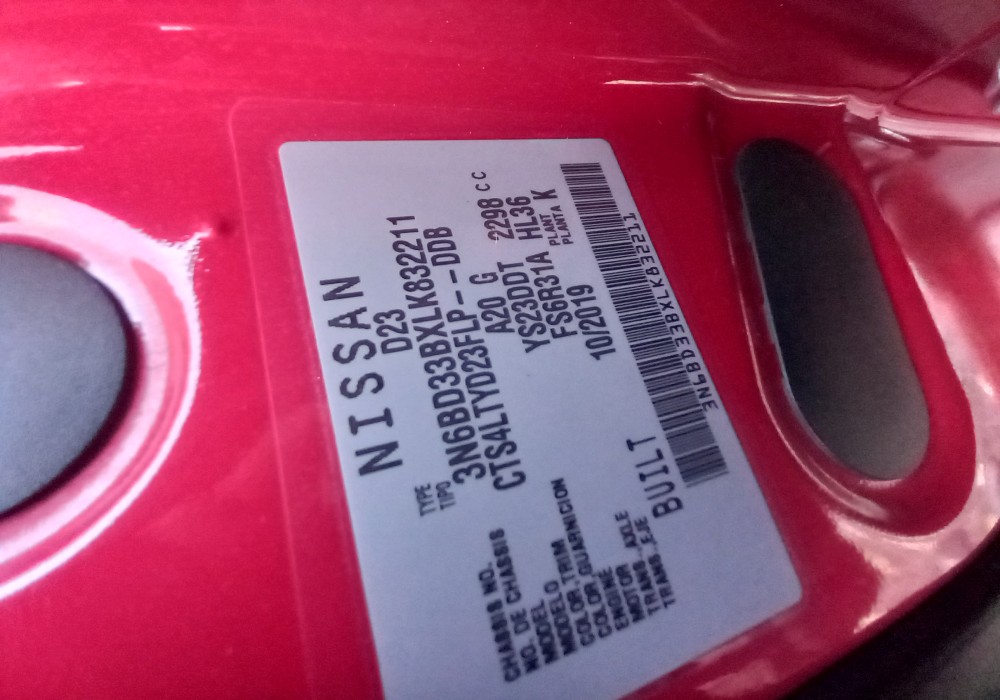 NISSAN
TYPE
TIPO
D23
CHASSIS NO.
NO. DE CHASSIS
3N6BD33BXLK832211
MODEL
MODELO
CTS4LTYD23FLP--DDB
COLOR,TRIM
COLOR,GUARNICION
A20 G
ENGINE
MOTOR
YS23DDT 2298 CC
TRANS.,AXLE
TRANS.,EJE
FS6R31A HL36
PLANT
PLANTA K
BUILT 10/2019
3N6BD33BXLK832211